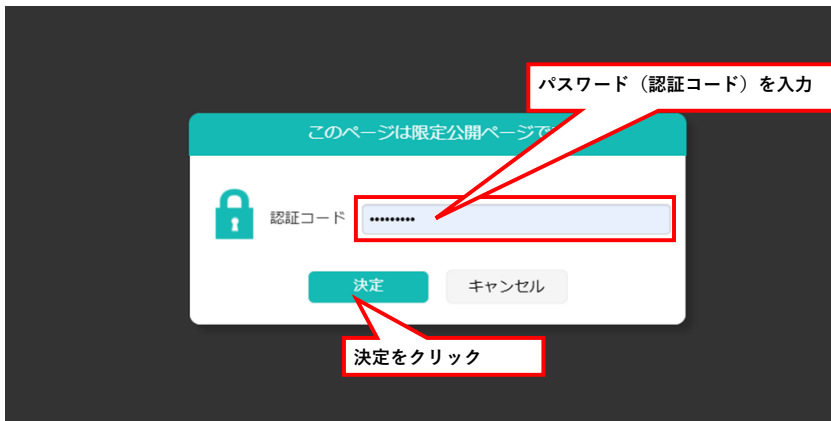 パスワード（認証コード）を入力
このページは限定公開ページで
認証コード
決定
キャンセル
決定をクリック